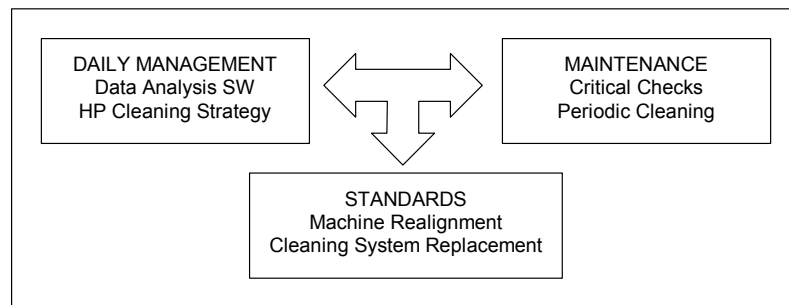 DAILY MANAGEMENT
Data Analysis SW
HP Cleaning Strategy
MAINTENANCE
Critical Checks
Periodic Cleaning
STANDARDS
Machine Realignment
Cleaning System Replacement